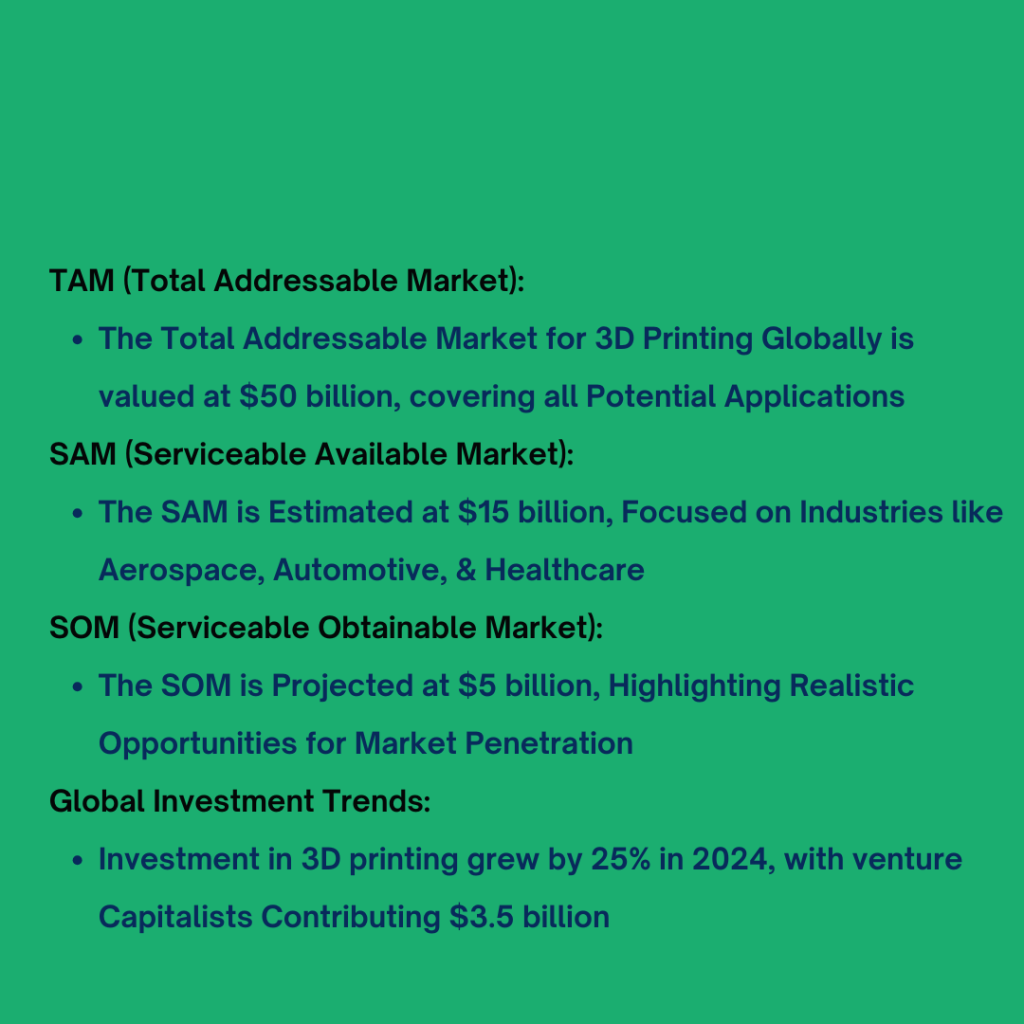 TAM (Total Addressable Market):
• The Total Addressable Market for 3D Printing Globally is
valued at $50 billion, covering all Potential Applications
SAM (Serviceable Available Market):
• The SAM is Estimated at $15 billion, Focused on Industries like
Aerospace, Automotive, & Healthcare
SOM (Serviceable Obtainable Market):
• The SOM is Projected at $5 billion, Highlighting Realistic
Opportunities for Market Penetration
Global Investment Trends:
• Investment in 3D printing grew by 25% in 2024, with venture
Capitalists Contributing $3.5 billion